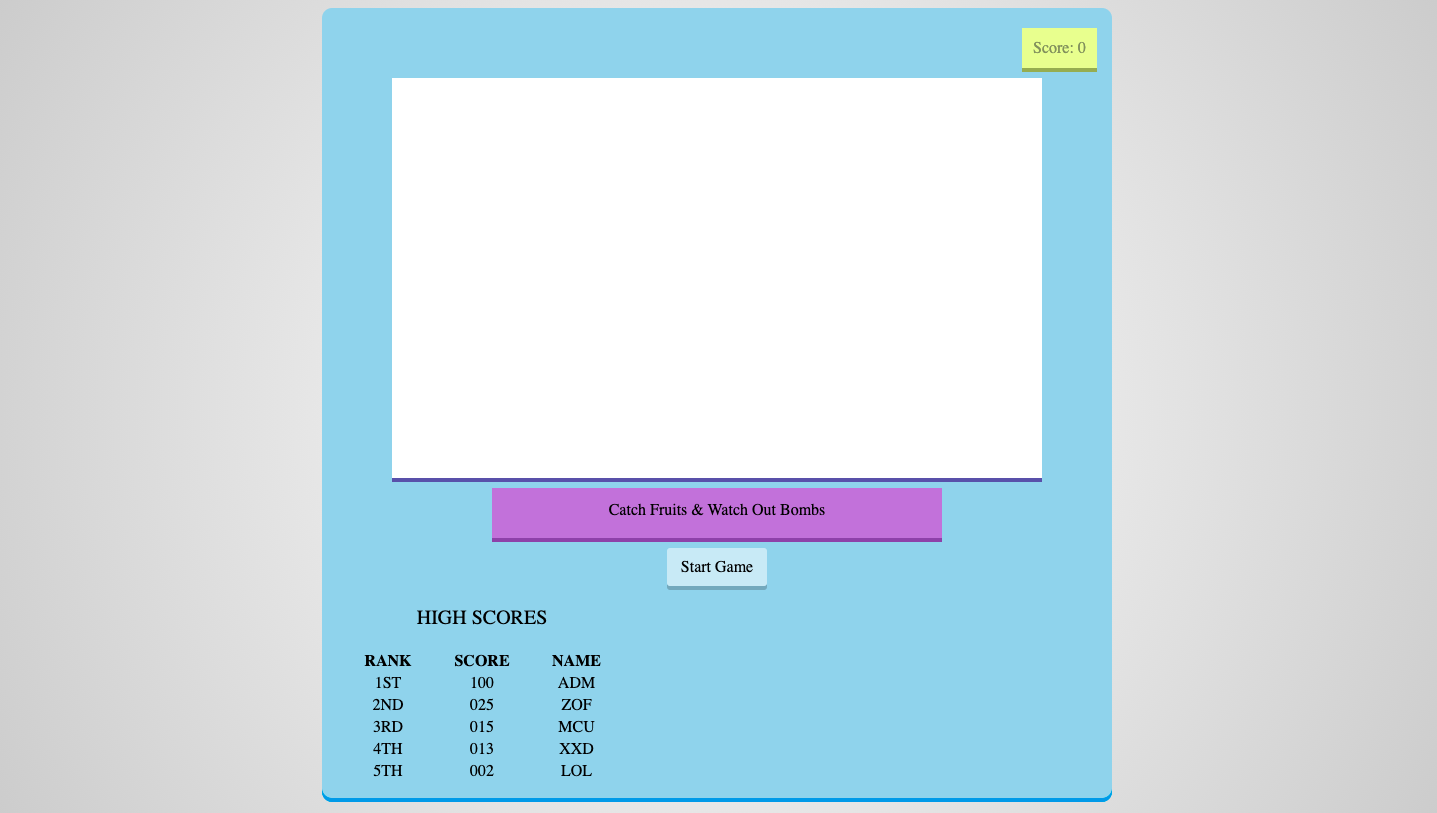 Score: 0
Catch Fruits & Watch Out Bombs
Start Game
HIGH SCORES
RANK SCORE NAME
1ST 100 ADM
2ND 025 ZOF
3RD 015 MCU
4TH 013 XXD
5TH 002 LOL